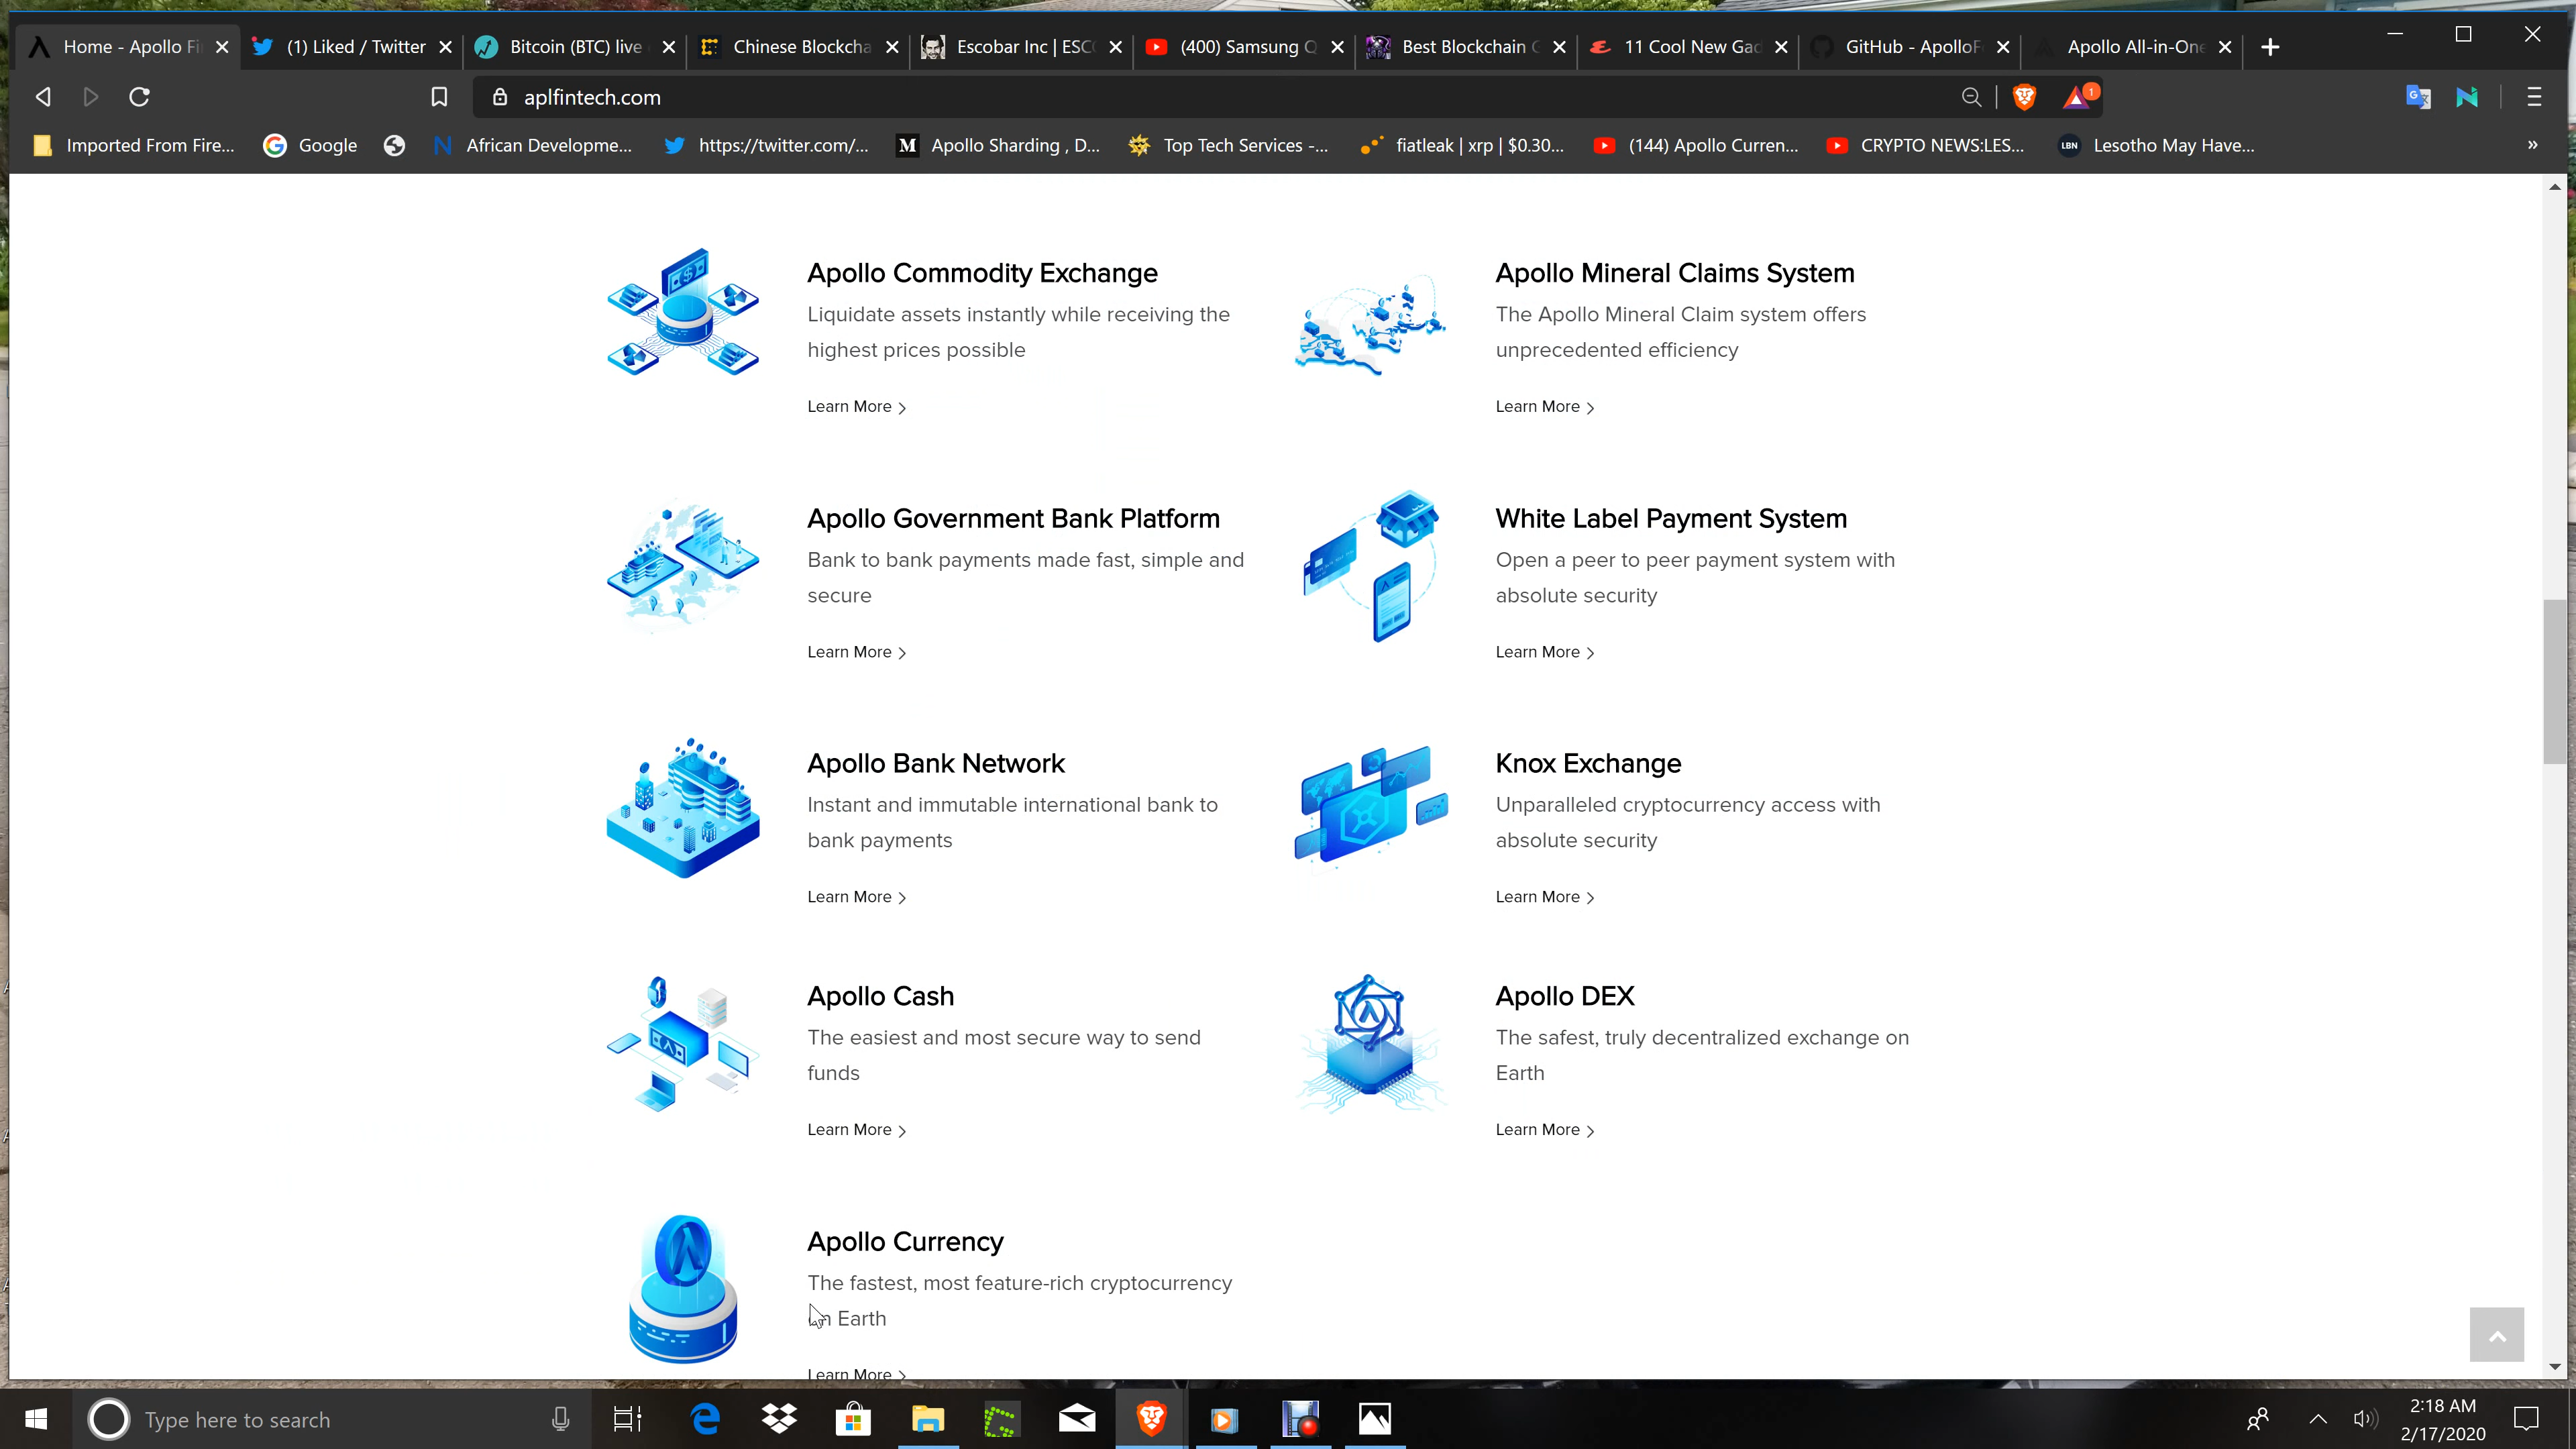 Home - Apollo Fi
(1) Liked / Twitter
Bitcoin (BTC) live
Chinese Blockcha
Escobar Inc | ESC
(400) Samsung Q
Best Blockchain
11 Cool New Gad
GitHub - ApolloF
Apollo All-in-One
aplfintech.com
1
Imported From Fire...
Google
African Developme...
https://twitter.com/...
Apollo Sharding , D...
Top Tech Services -...
fiatleak | xrp | $0.30...
(144) Apollo Curren...
CRYPTO NEWS:LES...
LBN
Lesotho May Have...
»
Apollo Commodity Exchange
Liquidate assets instantly while receiving the
highest prices possible
Learn More
Apollo Mineral Claims System
The Apollo Mineral Claim system offers
unprecedented efficiency
Learn More
Apollo Government Bank Platform
Bank to bank payments made fast, simple and
secure
Learn More
White Label Payment System
Open a peer to peer payment system with
absolute security
Learn More
Apollo Bank Network
Instant and immutable international bank to
bank payments
Learn More
Knox Exchange
Unparalleled cryptocurrency access with
absolute security
Learn More
Apollo Cash
The easiest and most secure way to send
funds
Learn More
Apollo DEX
The safest, truly decentralized exchange on
Earth
Learn More
Apollo Currency
The fastest, most feature-rich cryptocurrency
on Earth
Learn More
Type here to search
2:18 AM
2/17/2020